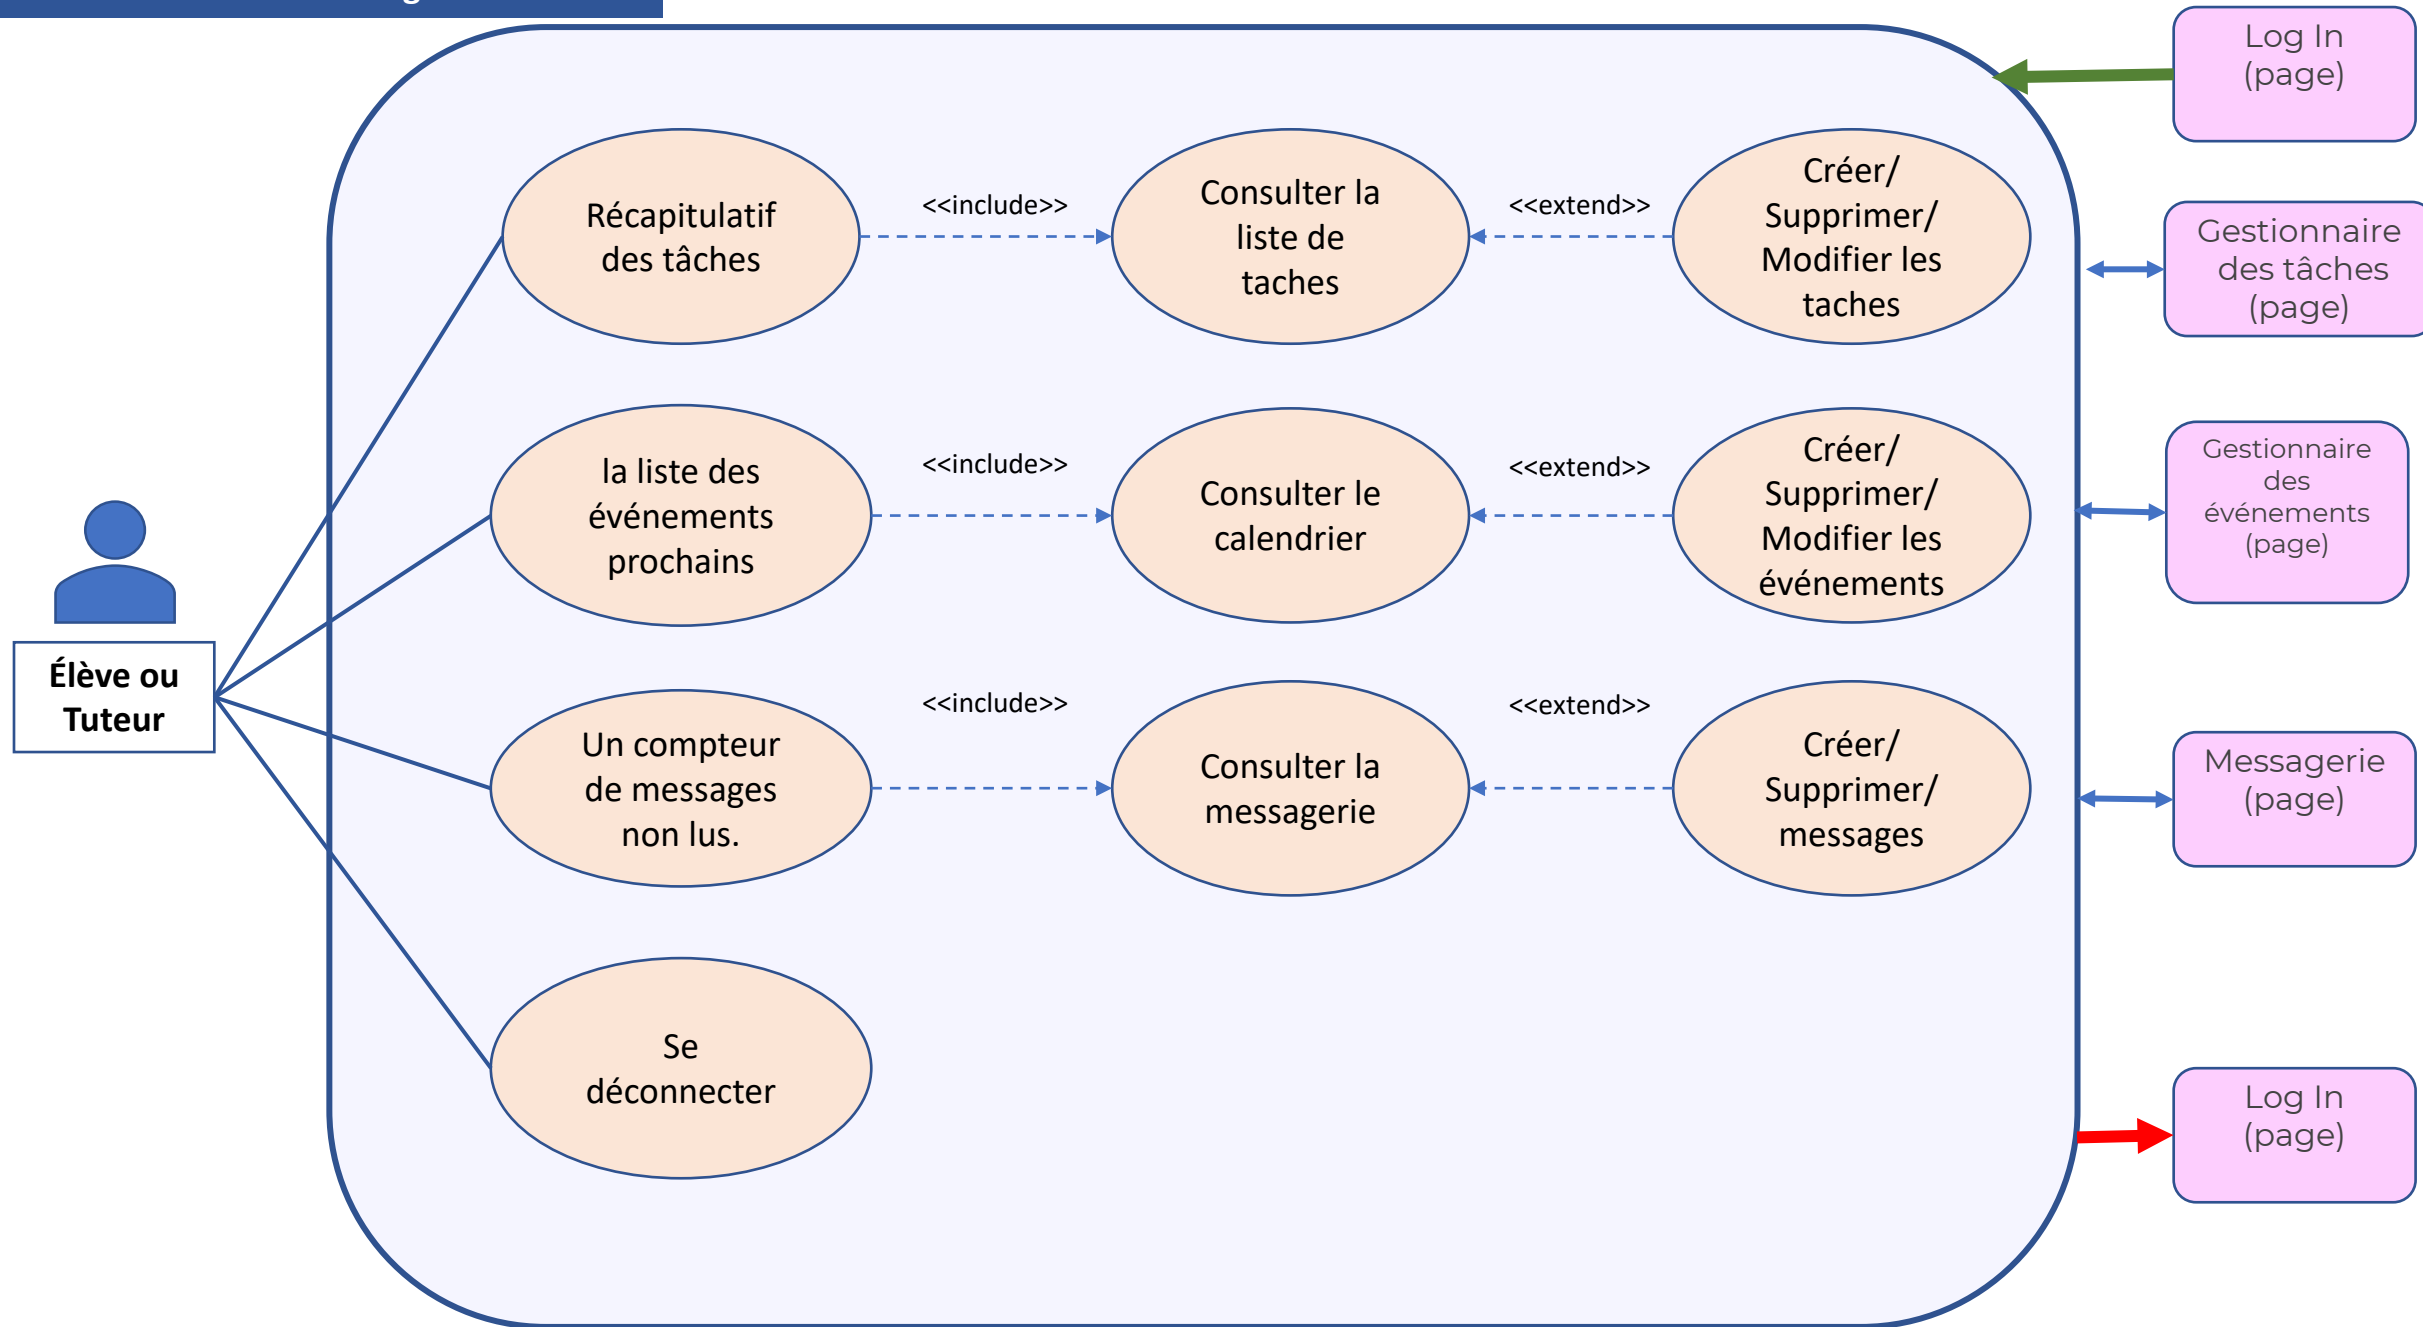 Log In
(page)
Récapitulatif
des tâches
<<include>>
Consulter la
liste de
taches
<<extend>>
Créer/
Supprimer/
Modifier les
taches
Gestionnaire
des tâches
(page)
la liste des
événements
prochains
<<include>>
Consulter le
calendrier
<<extend>>
Créer/
Supprimer/
Modifier les
événements
Gestionnaire
des
événements
(page)
Élève ou
Tuteur
Un compteur
de messages
non lus.
<<include>>
Consulter la
messagerie
<<extend>>
Créer/
Supprimer/
messages
Messagerie
(page)
Se
déconnecter
Log In
(page)